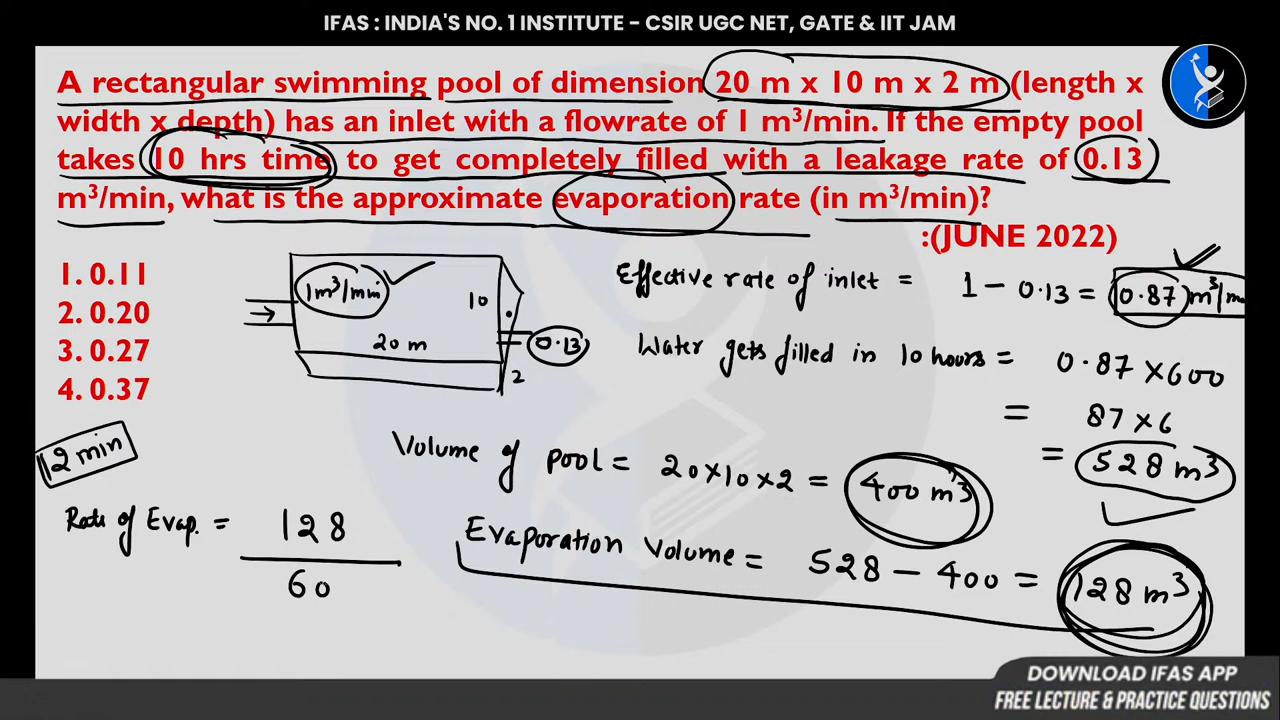 IFAS : INDIA'S NO. 1 INSTITUTE - CSIR UGC NET, GATE & IIT JAM
A rectangular swimming pool of dimension 20 m x 10 m x 2 m (length x
width x depth) has an inlet with a flowrate of 1 m³/min. If the empty pool
takes 10 hrs time to get completely filled with a leakage rate of 0.13
m³/min, what is the approximate evaporation rate (in m³/min)?
:(JUNE 2022)
1. 0.11
2. 0.20
3. 0.27
4. 0.37
1m³/min
10
20 m
0.13
2
Effective rate of inlet = 1 - 0.13 = 0.87 m³/m
Water gets filled in 10 hours = 0.87 x 600
= 87 x 6
= 528 m³
12 min
Volume of pool = 20x10x2 = 400 m³
Rate of Evap. = 128
60
Evaporation Volume = 528 - 400 = 128 m³
DOWNLOAD IFAS APP
FREE LECTURE & PRACTICE QUESTIONS